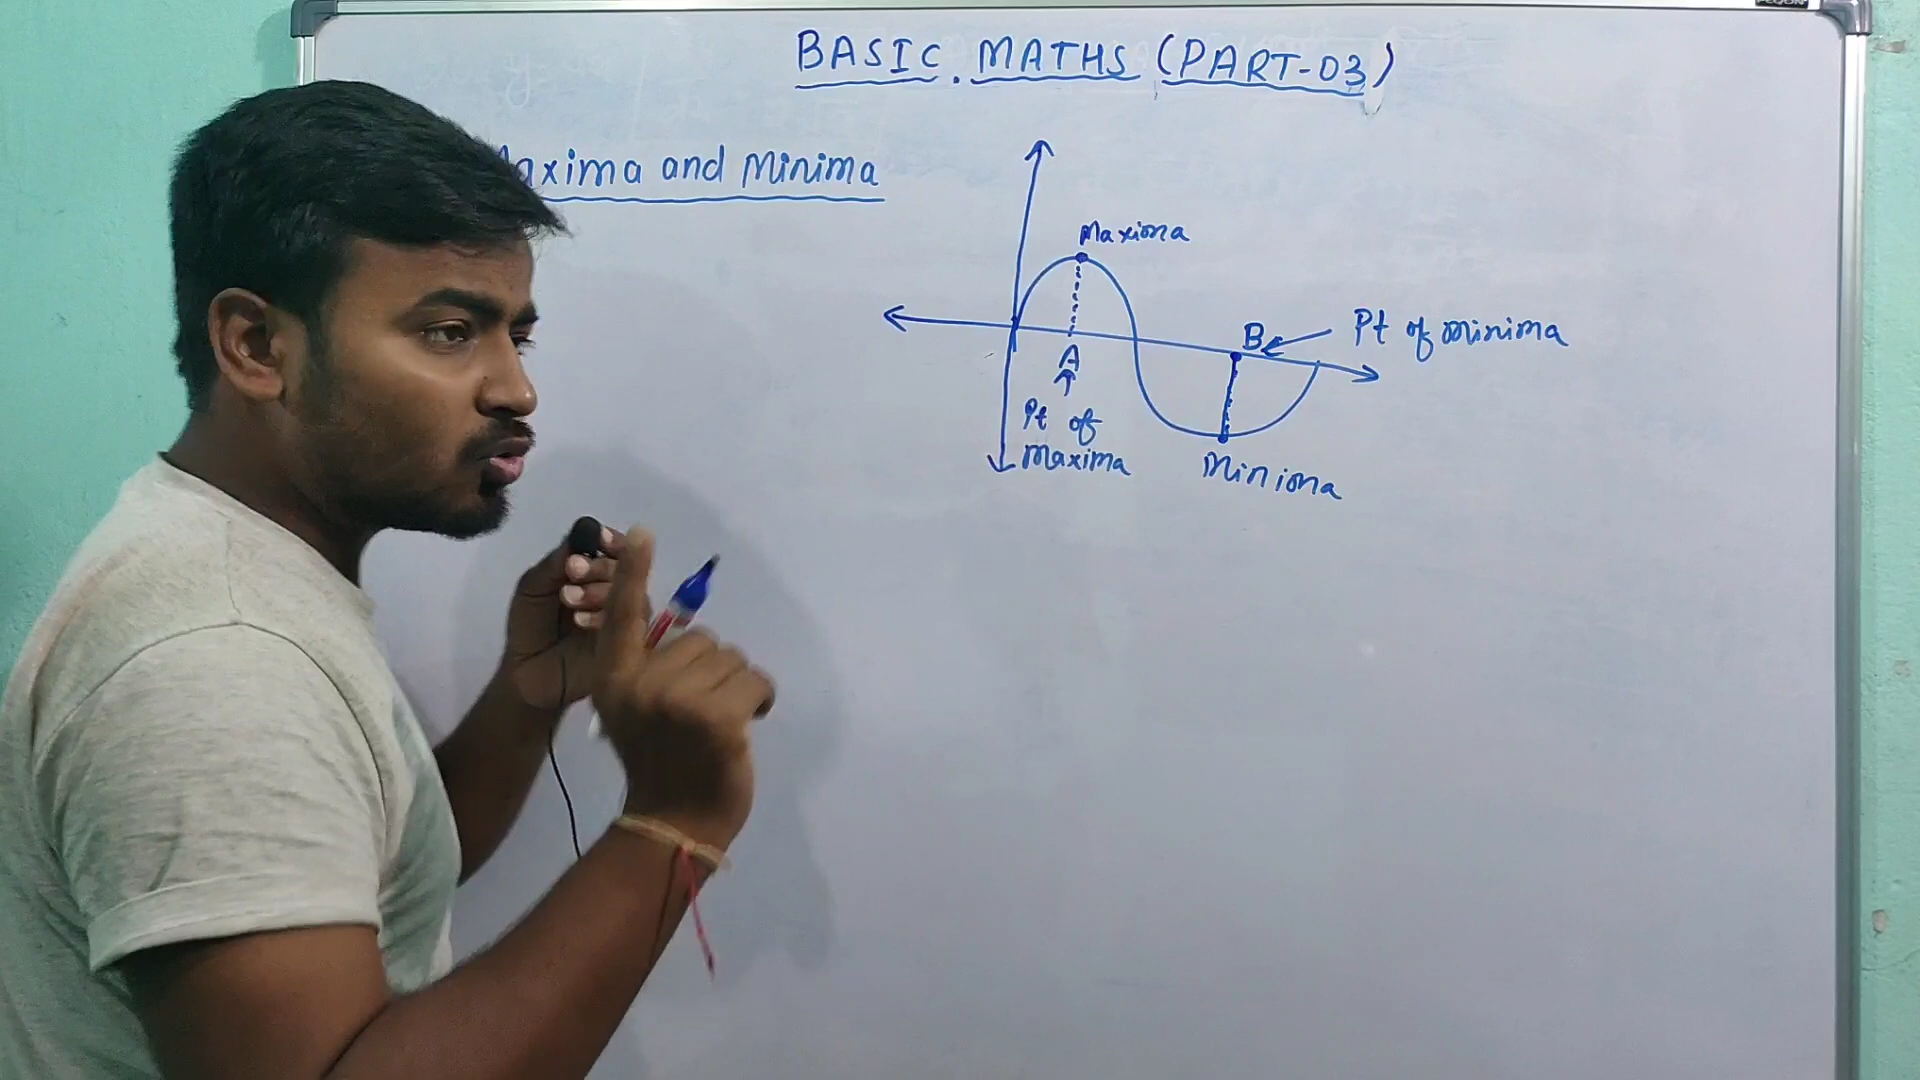 BASIC MATHS (PART-03)
axima and Minima
Maxima
B
Pt of minima
A
Pt of
maxima
Minima